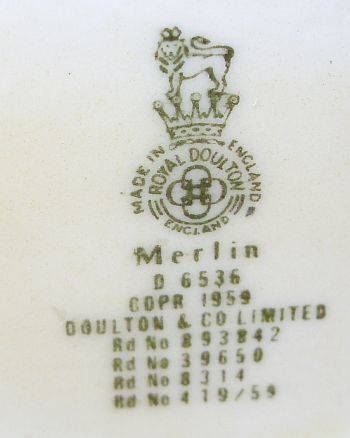 MADE IN ENGLAND
ROYAL DOULTON
ENGLAND
Merlin
D 6536
COPR 1959
DOULTON & CO LIMITED
Rd No 893842
Rd No 39650
Rd No 8314
Rd No 419/59